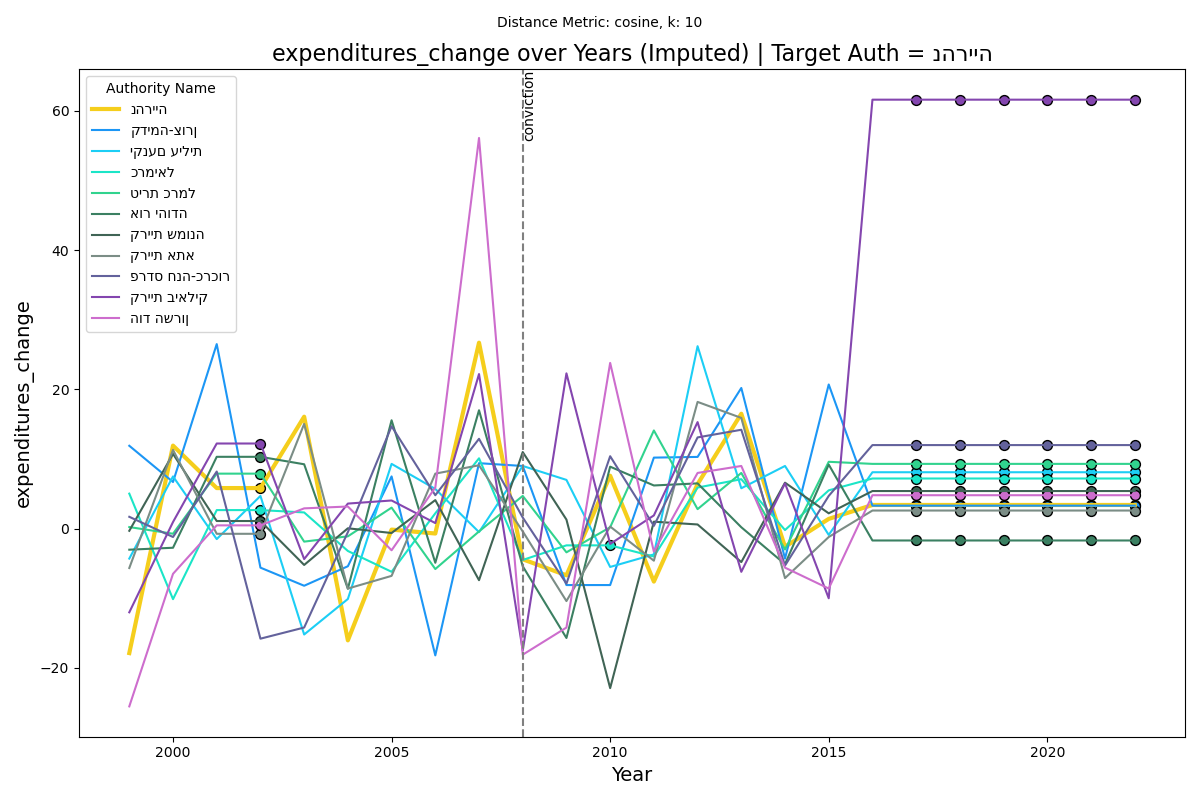 Distance Metric: cosine, k: 10
expenditures_change over Years (Imputed) | Target Auth = נהרייה
Authority Name
נהרייה
קדימה-צורן
יקנעם עילית
כרמיאל
טירת כרמל
אור יהודה
קריית שמונה
קריית אתא
פרדס חנה-כרכור
קריית ביאליק
הוד השרון
conviction
expenditures_change
60
40
20
0
−20
2000
2005
2010
2015
2020
Year